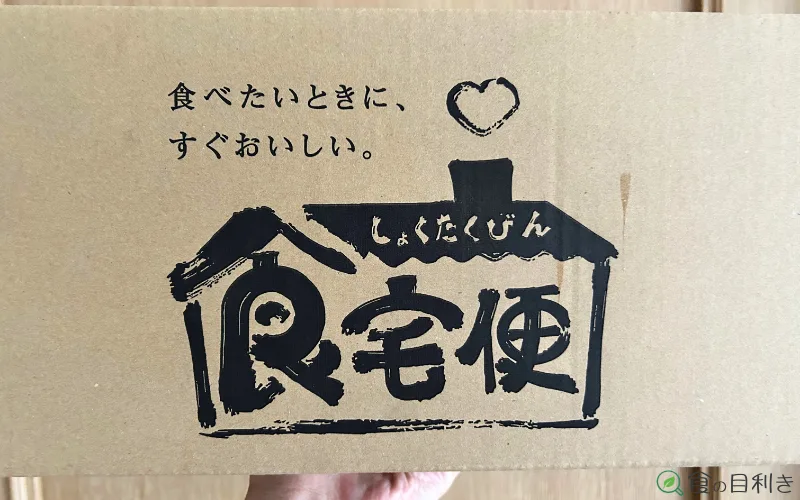 食べたいときに、
すぐおいしい。
しょくたくびん
食宅便
食の目利き